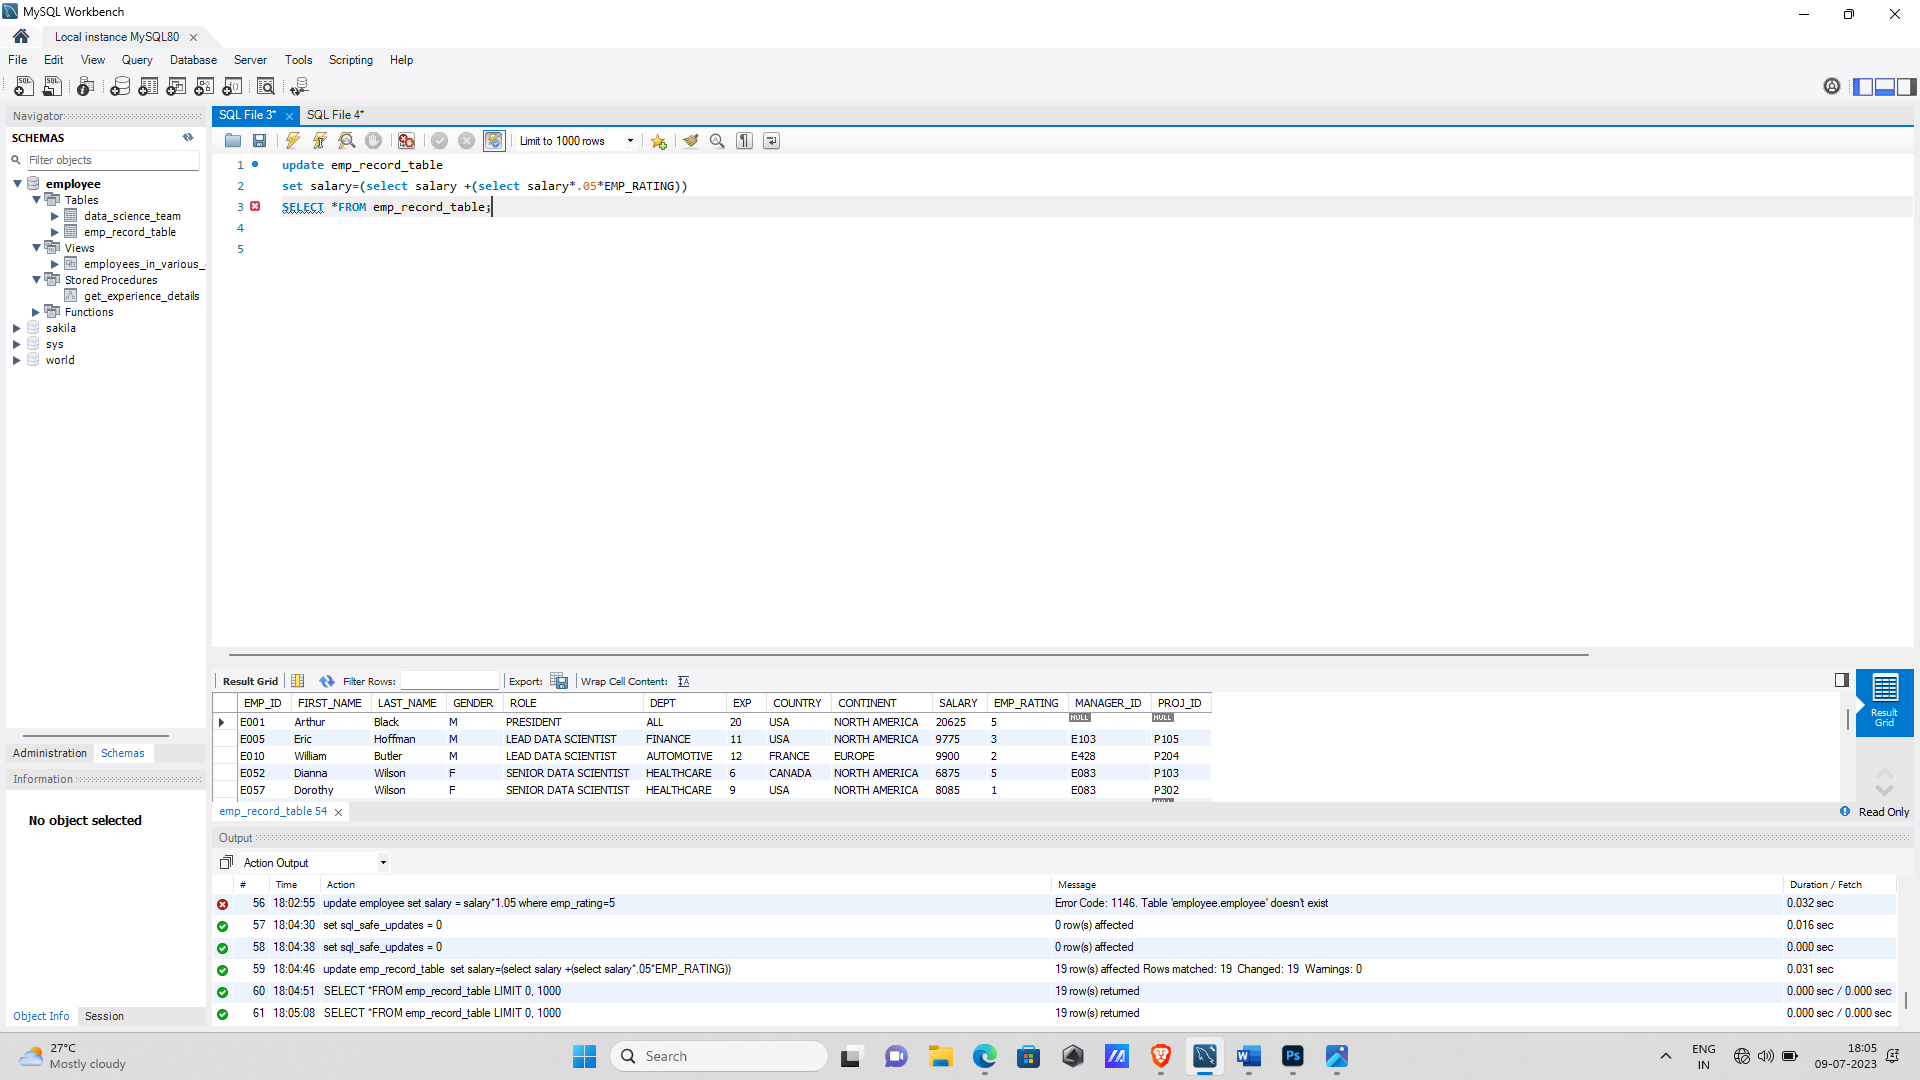 MySQL Workbench
Local instance MySQL80
File Edit View Query Database Server Tools Scripting Help
Navigator
SCHEMAS
Filter objects
employee
Tables
data_science_team
emp_record_table
Views
employees_in_various_
Stored Procedures
get_experience_details
Functions
sakila
sys
world
Administration Schemas
Information
No object selected
Object Info Session
SQL File 3* SQL File 4*
Limit to 1000 rows
1 update emp_record_table
2 set salary=(select salary +(select salary*.05*EMP_RATING))
3 SELECT *FROM emp_record_table;
4
5
Result Grid Filter Rows: Export: Wrap Cell Content:
EMP_ID FIRST_NAME LAST_NAME GENDER ROLE DEPT EXP COUNTRY CONTINENT SALARY EMP_RATING MANAGER_ID PROJ_ID
E001 Arthur Black M PRESIDENT ALL 20 USA NORTH AMERICA 20625 5 NULL NULL
E005 Eric Hoffman M LEAD DATA SCIENTIST FINANCE 11 USA NORTH AMERICA 9775 3 E103 P105
E010 William Butler M LEAD DATA SCIENTIST AUTOMOTIVE 12 FRANCE EUROPE 9900 2 E428 P204
E052 Dianna Wilson F SENIOR DATA SCIENTIST HEALTHCARE 6 CANADA NORTH AMERICA 6875 5 E083 P103
E057 Dorothy Wilson F SENIOR DATA SCIENTIST HEALTHCARE 9 USA NORTH AMERICA 8085 1 E083 P302
Result Grid
emp_record_table 54
Read Only
Output
Action Output
# Time Action Message Duration / Fetch
56 18:02:55 update employee set salary = salary*1.05 where emp_rating=5 Error Code: 1146. Table 'employee.employee' doesn't exist 0.032 sec
57 18:04:30 set sql_safe_updates = 0 0 row(s) affected 0.016 sec
58 18:04:38 set sql_safe_updates = 0 0 row(s) affected 0.000 sec
59 18:04:46 update emp_record_table set salary=(select salary +(select salary*.05*EMP_RATING)) 19 row(s) affected Rows matched: 19 Changed: 19 Warnings: 0 0.031 sec
60 18:04:51 SELECT *FROM emp_record_table LIMIT 0, 1000 19 row(s) returned 0.000 sec / 0.000 sec
61 18:05:08 SELECT *FROM emp_record_table LIMIT 0, 1000 19 row(s) returned 0.000 sec / 0.000 sec
27°C
Mostly cloudy
Search
ENG
IN
18:05
09-07-2023